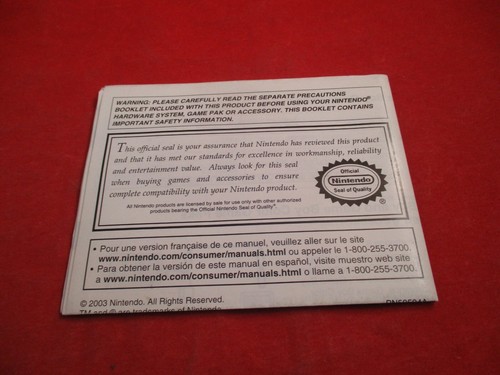 WARNING: PLEASE CAREFULLY READ THE SEPARATE PRECAUTIONS
BOOKLET INCLUDED WITH THIS PRODUCT BEFORE USING YOUR NINTENDO®
HARDWARE SYSTEM, GAME PAK OR ACCESSORY. THIS BOOKLET CONTAINS
IMPORTANT SAFETY INFORMATION.
This official seal is your assurance that Nintendo has reviewed this product
and that it has met our standards for excellence in workmanship, reliability
and entertainment value. Always look for this seal
when buying games and accessories to ensure
complete compatibility with your Nintendo product.
All Nintendo products are licensed by sale for use only with other authorized
products bearing the Official Nintendo Seal of Quality®.
Official
Nintendo
Seal of Quality
®
• Pour une version française de ce manuel, veuillez aller sur le site
www.nintendo.com/consumer/manuals.html ou appeler le 1-800-255-3700.
• Para obtener la versión de este manual en español, visite nuestro web site
a www.nintendo.com/consumer/manuals.html o llame a 1-800-255-3700.
© 2003 Nintendo. All Rights Reserved.
TM and ® are trademarks of Nintendo.